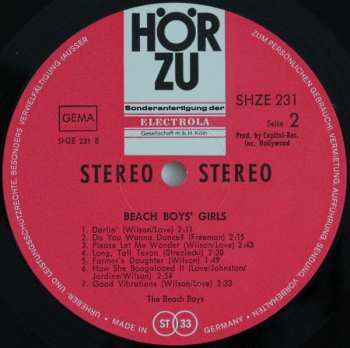 HÖR
ZU
Sonderanfertigung der
ELECTROLA
Gesellschaft m. b. H. Köln
GEMA
SHZE 231 B
SHZE 231
Seite 2
Prod. by Capitol-Rec.
Inc. Hollywood
STEREO STEREO
BEACH BOYS' GIRLS
1. Darlin' (Wilson/Love) 2:11
2. Do You Wanna Dance? (Freeman) 2:15
3. Please Let Me Wonder (Wilson/Love) 2:43
4. Long, Tall Texan (Strezlecki) 2:30
5. Farmer's Daughter (Wilson) 1:49
6. How She Boogalooed It (Love/Johnston/
Jardine/Wilson) 2:54
7. Good Vibrations (Wilson/Love) 7:33
The Beach Boys
MADE IN ST 33 GERMANY
URHEBER- UND LEISTUNGSSCHUTZRECHTE, BESONDERS VERVIELFÄLTIGUNG (AUSSER
ZUM PERSÖNLICHEN GEBRAUCH), VERMIETUNG, AUFFÜHRUNG, SENDUNG, VORBEHALTEN